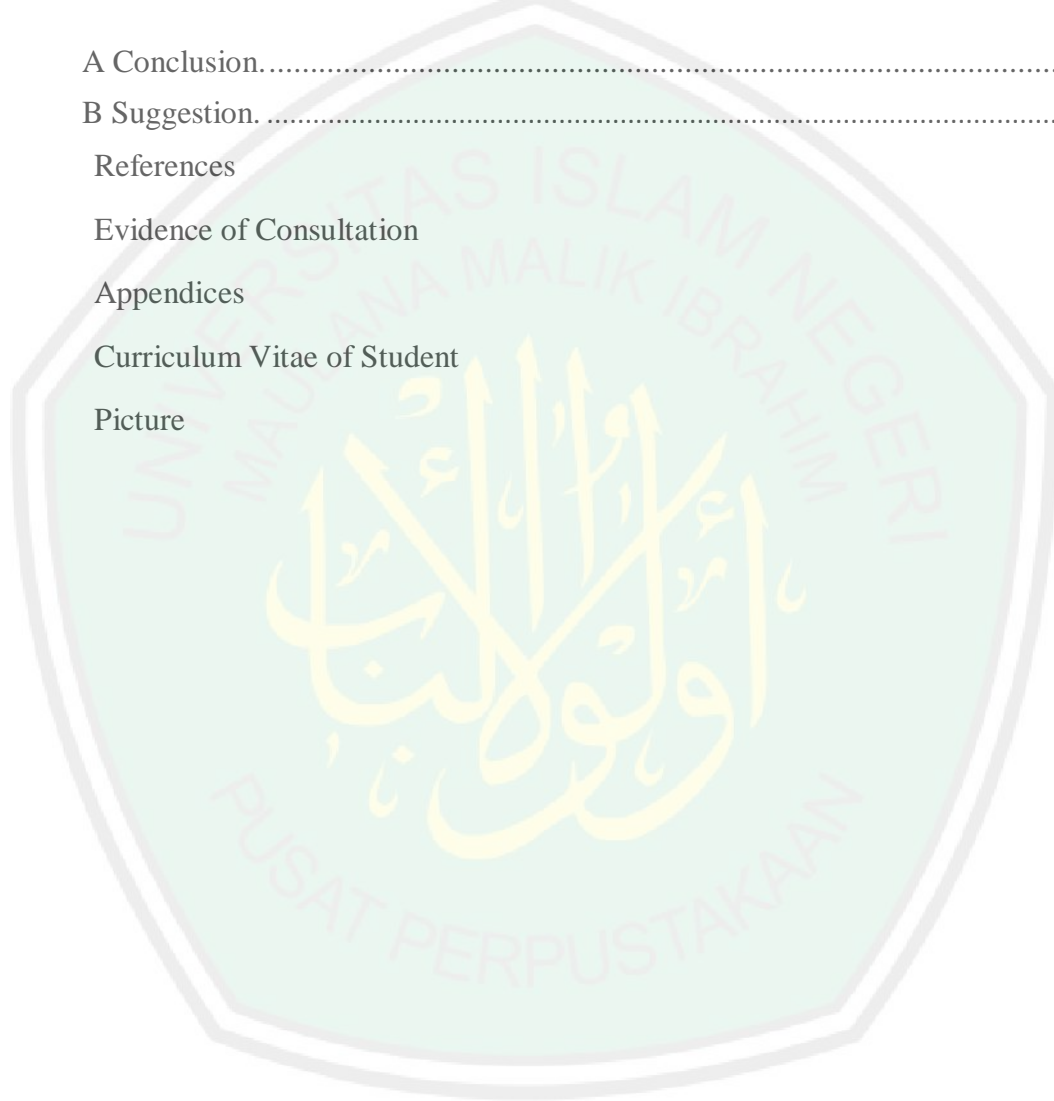 A Conclusion...........................................................................................
B Suggestion. ..........................................................................................
References
Evidence of Consultation
Appendices
Curriculum Vitae of Student
Picture
UNIVERSITAS ISLAM NEGERI
MAULANA MALIK IBRAHIM
أولوا الألباب
PUSAT PERPUSTAKAAN